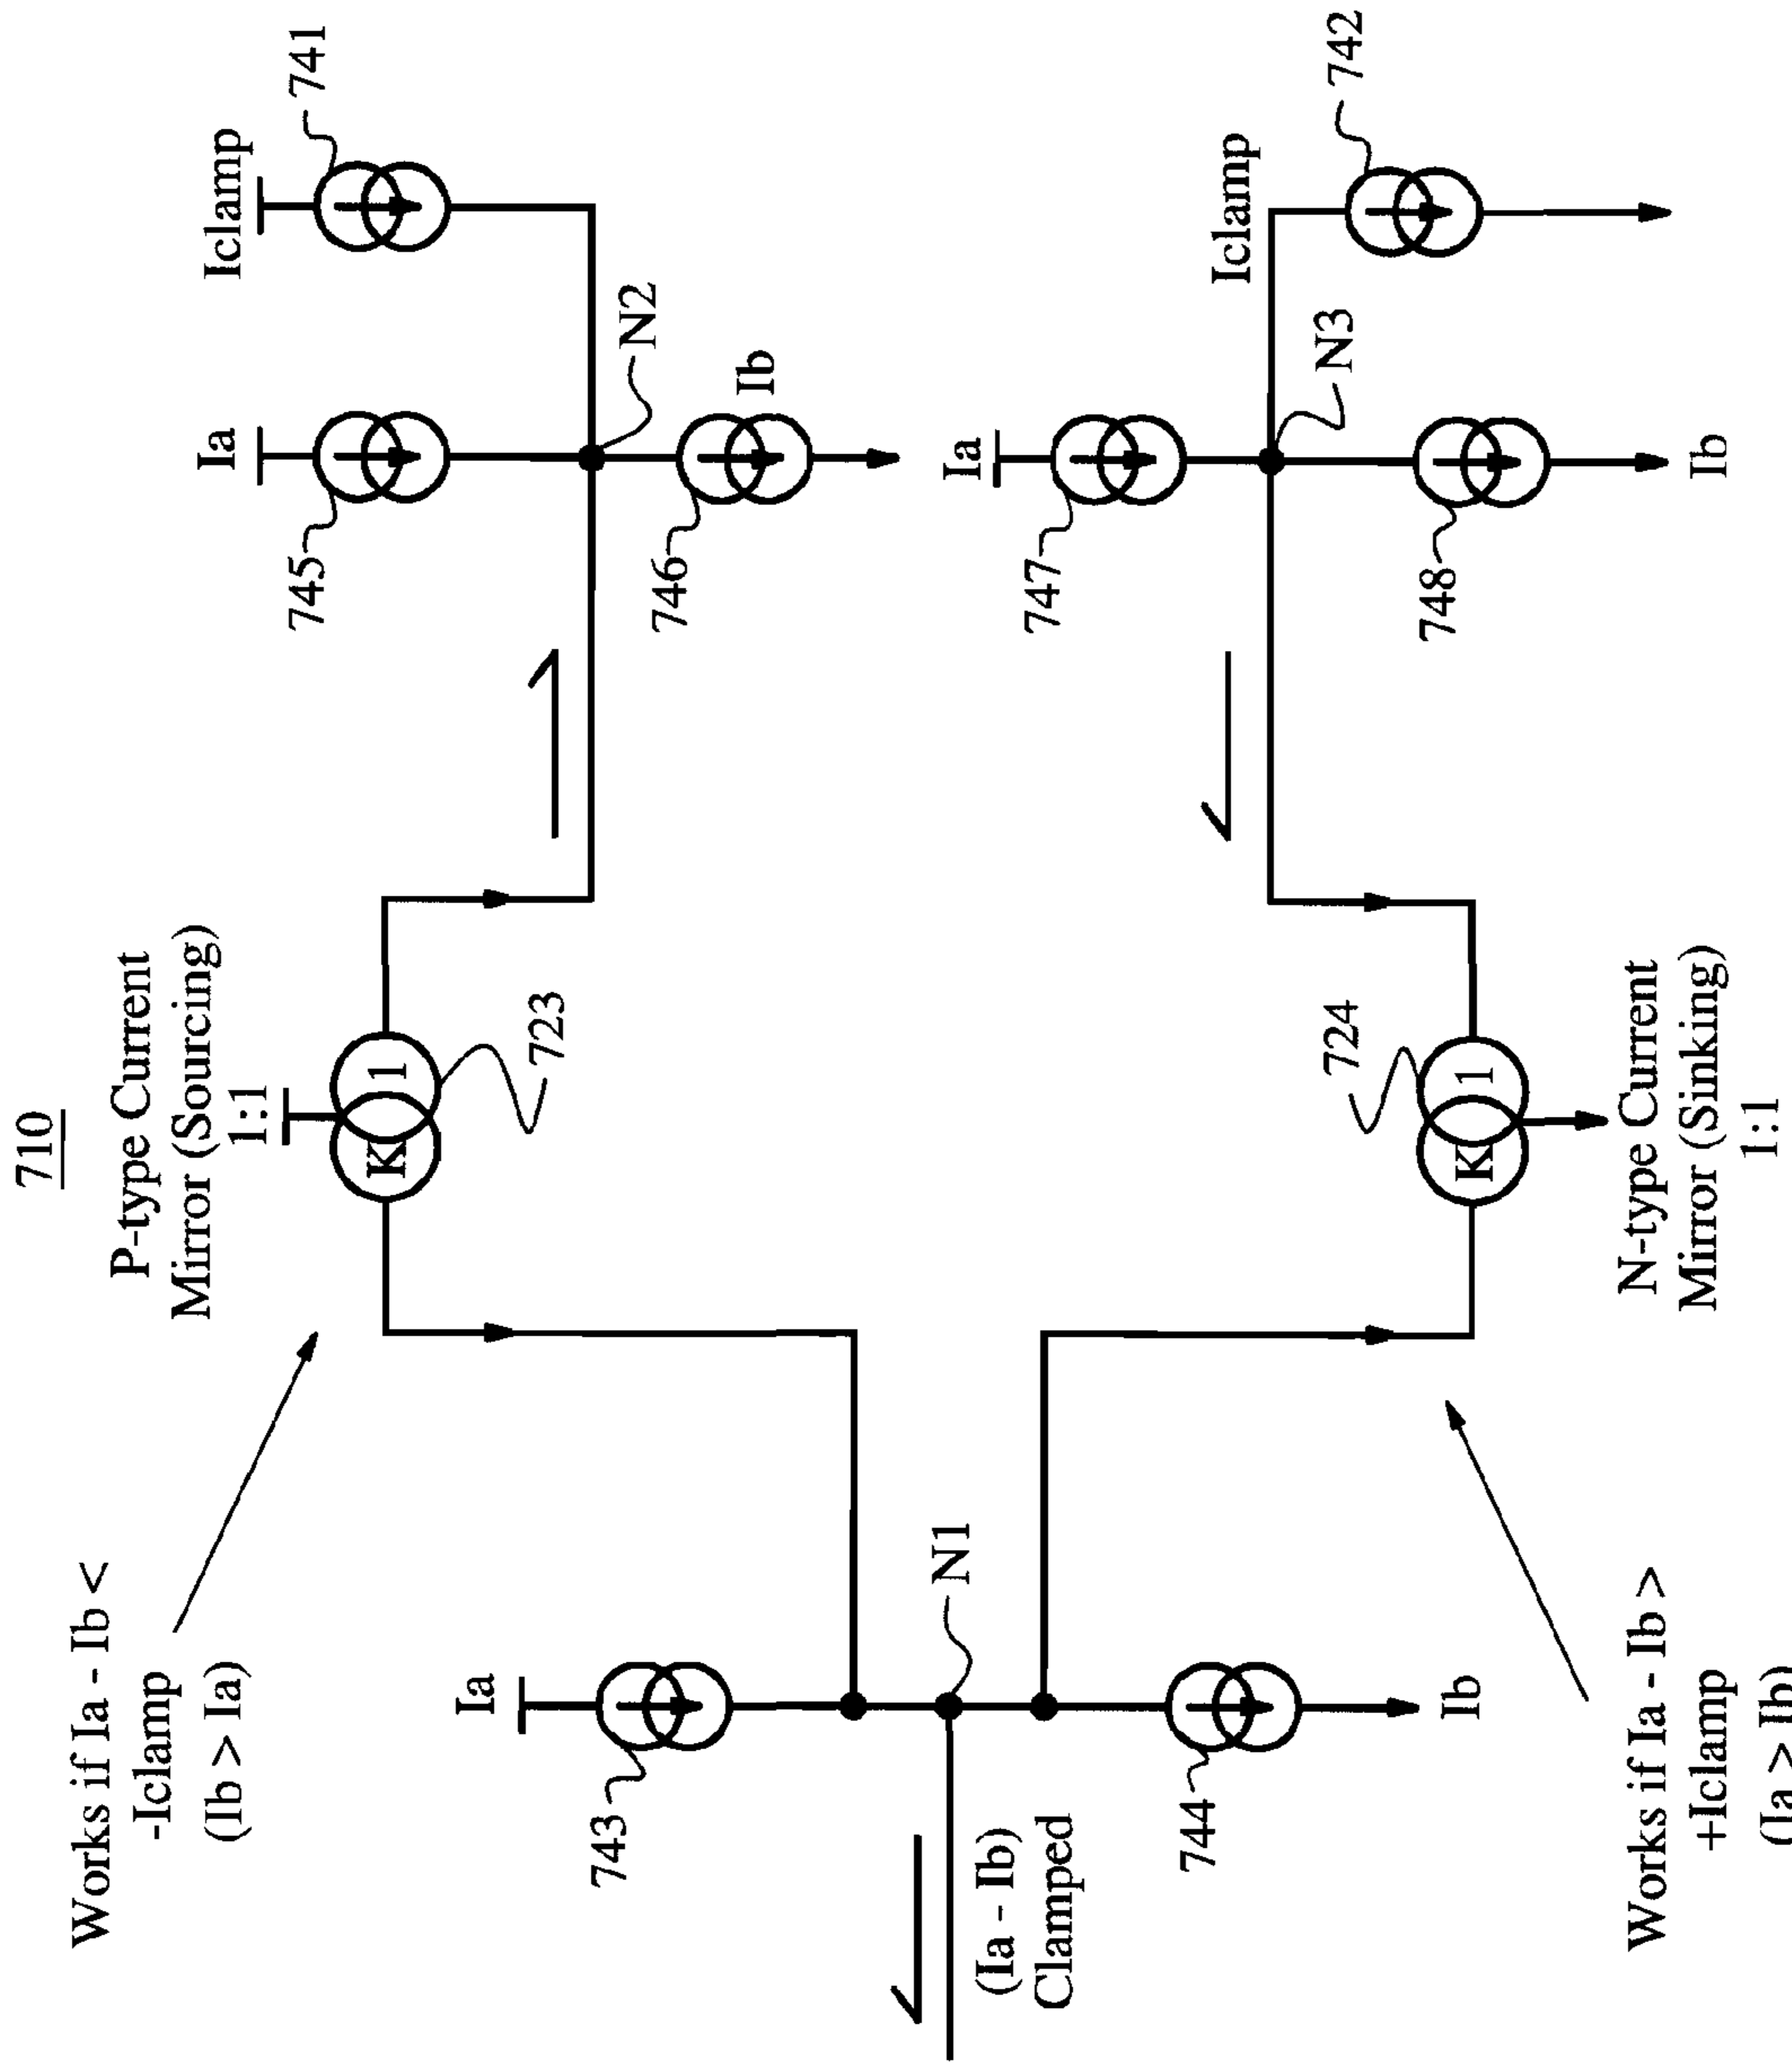 710
P-type Current
Mirror (Sourcing)
1:1
K 1
723
Works if Ia - Ib <
-Iclamp
(Ib > Ia)
Ia
745
Iclamp
741
N2
746
Ib
Ia
743
N1
(Ia - Ib)
Clamped
744
Ib
Ia
747
N3
Iclamp
742
748
Ib
724
K 1
N-type Current
Mirror (Sinking)
1:1
Works if Ia - Ib >
+Iclamp
(Ia > Ib)